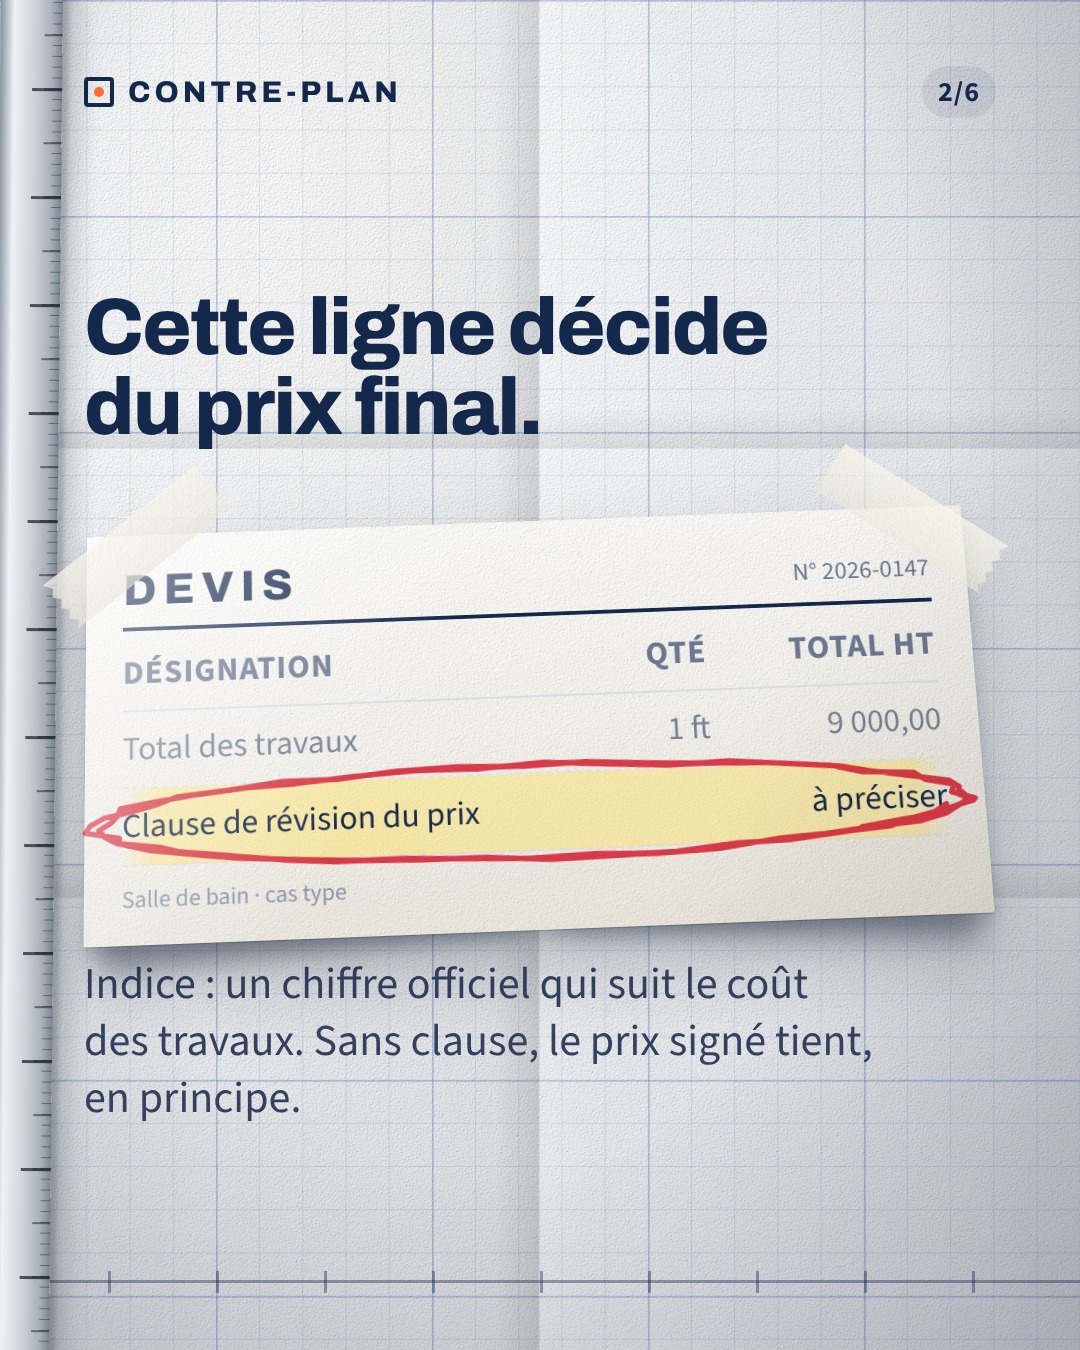 CONTRE-PLAN
2/6
Cette ligne décide
du prix final.
DEVIS
N° 2026-0147
DÉSIGNATION QTÉ TOTAL HT
Total des travaux 1 ft 9 000,00
Clause de révision du prix à préciser
Salle de bain · cas type
Indice : un chiffre officiel qui suit le coût
des travaux. Sans clause, le prix signé tient,
en principe.